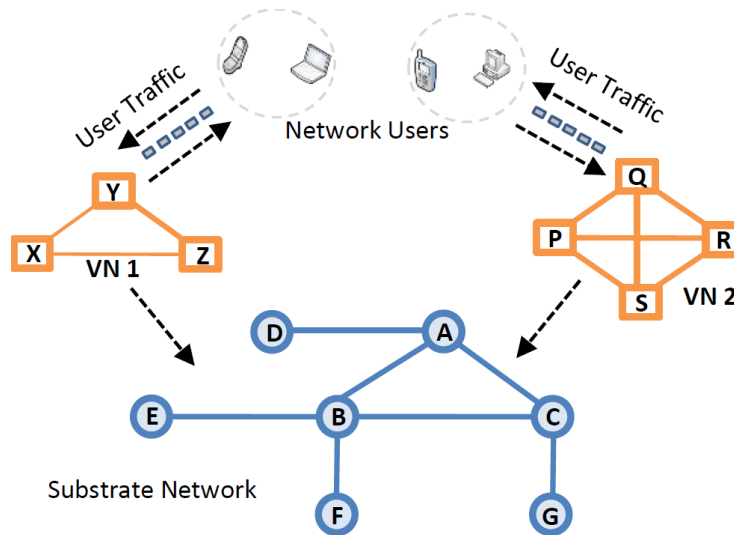 User Traffic
User Traffic
Network Users
Y
Q
X
Z
P
R
VN 1
S
VN 2
D
A
E
B
C
Substrate Network
F
G